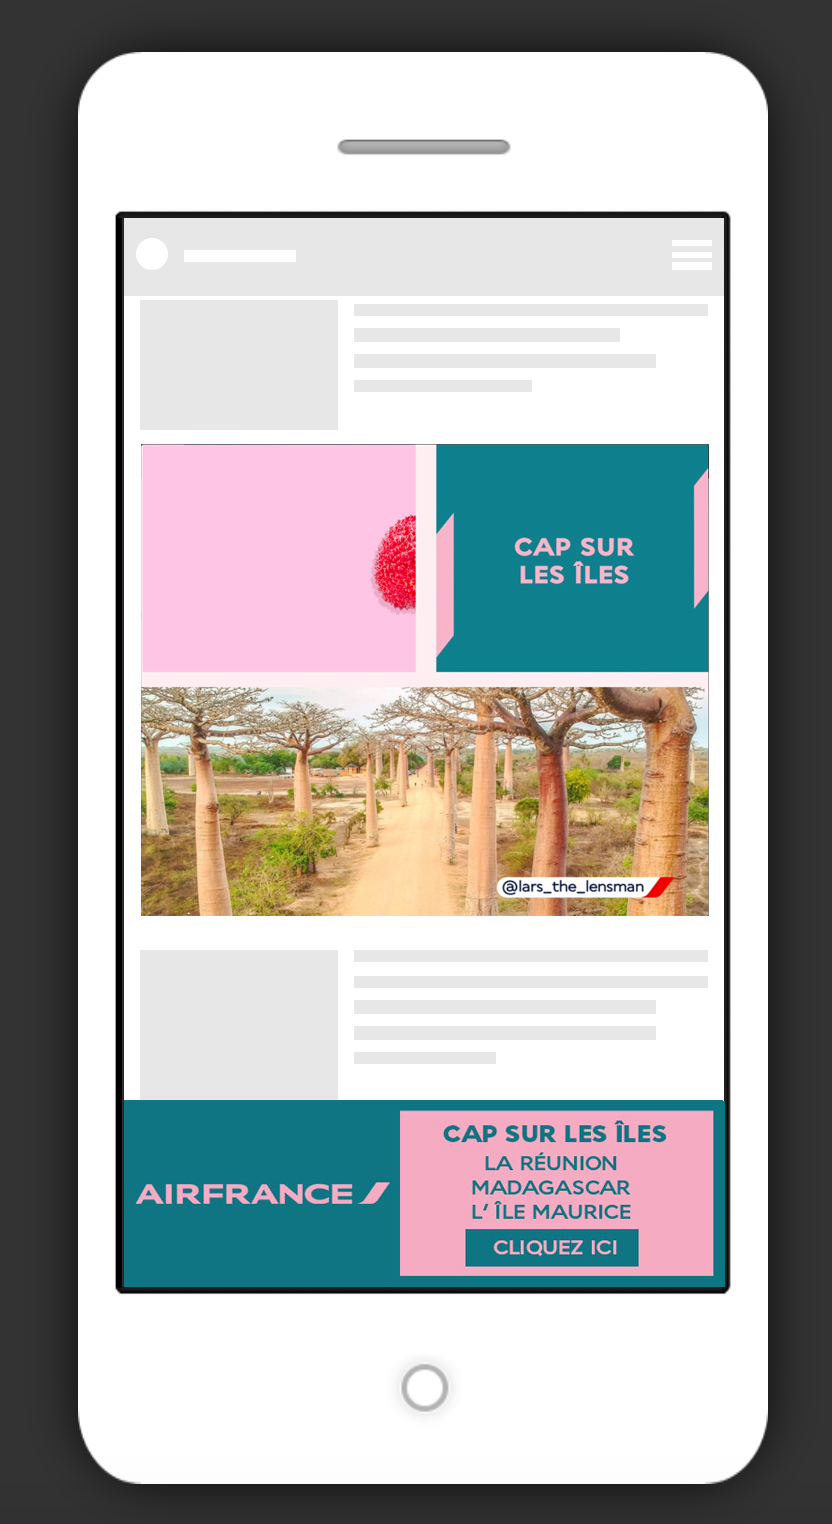 CAP SUR
LES ÎLES
@lars_the_lensman
AIRFRANCE
CAP SUR LES ÎLES
LA RÉUNION
MADAGASCAR
L’ ÎLE MAURICE
CLIQUEZ ICI